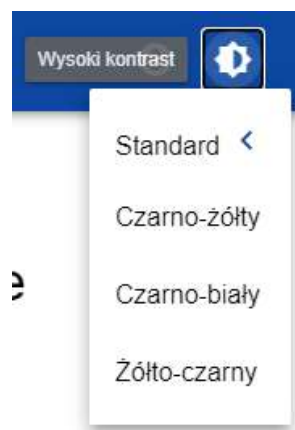 Wysoki kontrast
Standard
Czarno-żółty
e
Czarno-biały
Żółto-czarny